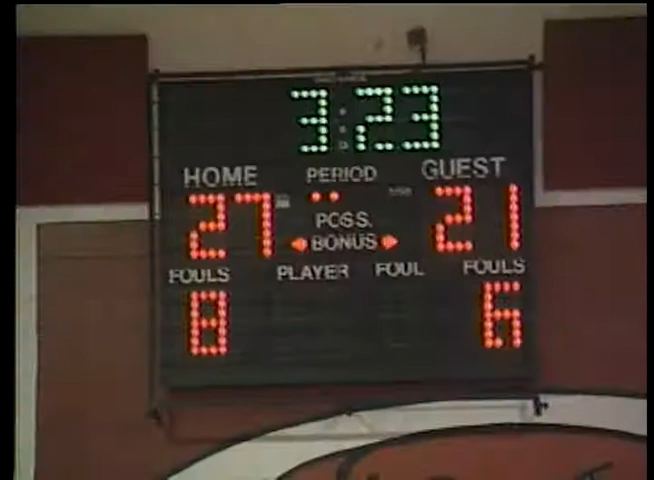 3:23
HOME PERIOD GUEST
27 21
POSS.
BONUS
FOULS PLAYER FOUL FOULS
8 6